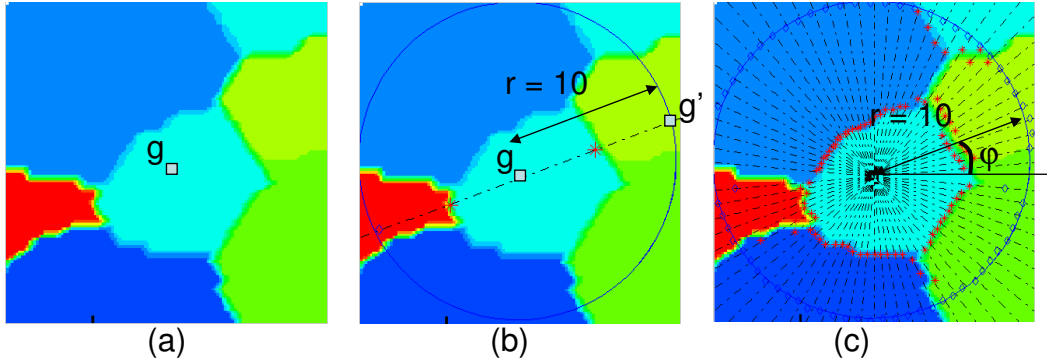 g
r = 10
g'
g
r = 10
φ
(a)
(b)
(c)